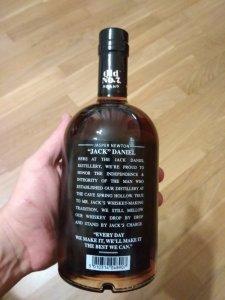 Old
No.7
BRAND
JASPER NEWTON
"JACK" DANIEL
HERE AT THE JACK DANIEL
DISTILLERY, WE'RE PROUD TO
HONOR THE INDEPENDENCE &
INTEGRITY OF THE MAN WHO
ESTABLISHED OUR DISTILLERY AT
THE CAVE SPRING HOLLOW. TRUE
TO MR. JACK'S WHISKEY-MAKING
TRADITION, WE STILL MELLOW
OUR WHISKEY DROP BY DROP
AND STAND BY JACK'S CHARGE
"EVERY DAY
WE MAKE IT, WE'LL MAKE IT
THE BEST WE CAN."